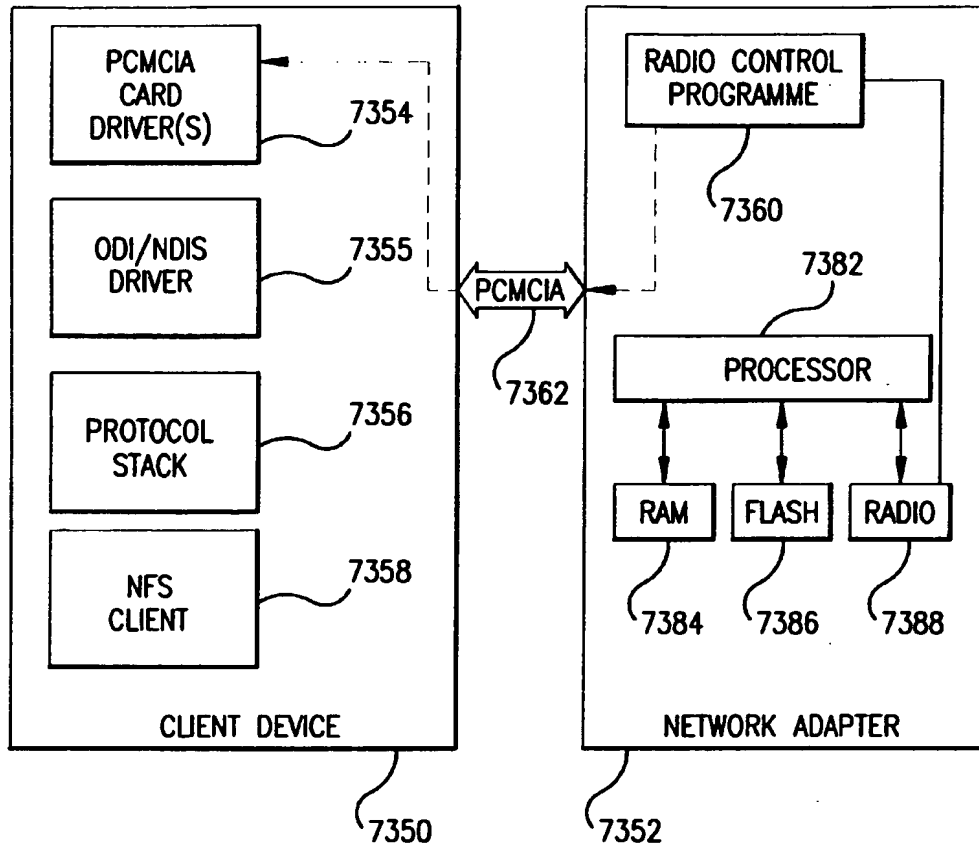 PCMCIA
CARD
DRIVER(S)
7354
ODI/NDIS
DRIVER
7355
PROTOCOL
STACK
7356
NFS
CLIENT
7358
CLIENT DEVICE
7350
PCMCIA
7362
RADIO CONTROL
PROGRAMME
7360
7382
PROCESSOR
RAM
FLASH
RADIO
7384
7386
7388
NETWORK ADAPTER
7352